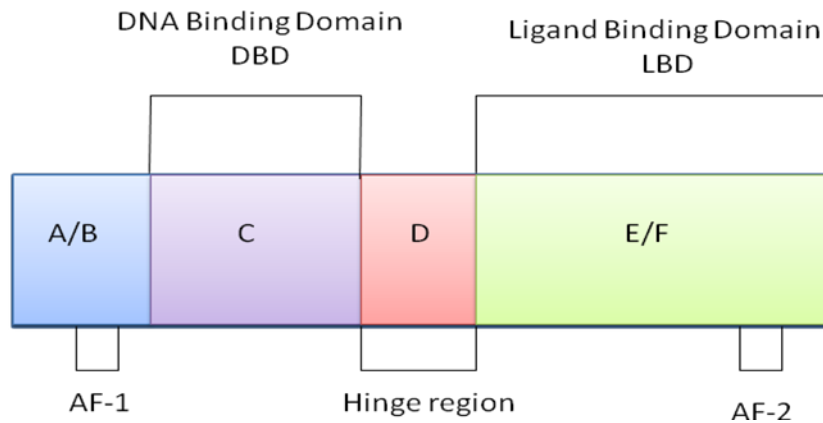 DNA Binding Domain
DBD
Ligand Binding Domain
LBD
A/B
C
D
E/F
AF-1
Hinge region
AF-2